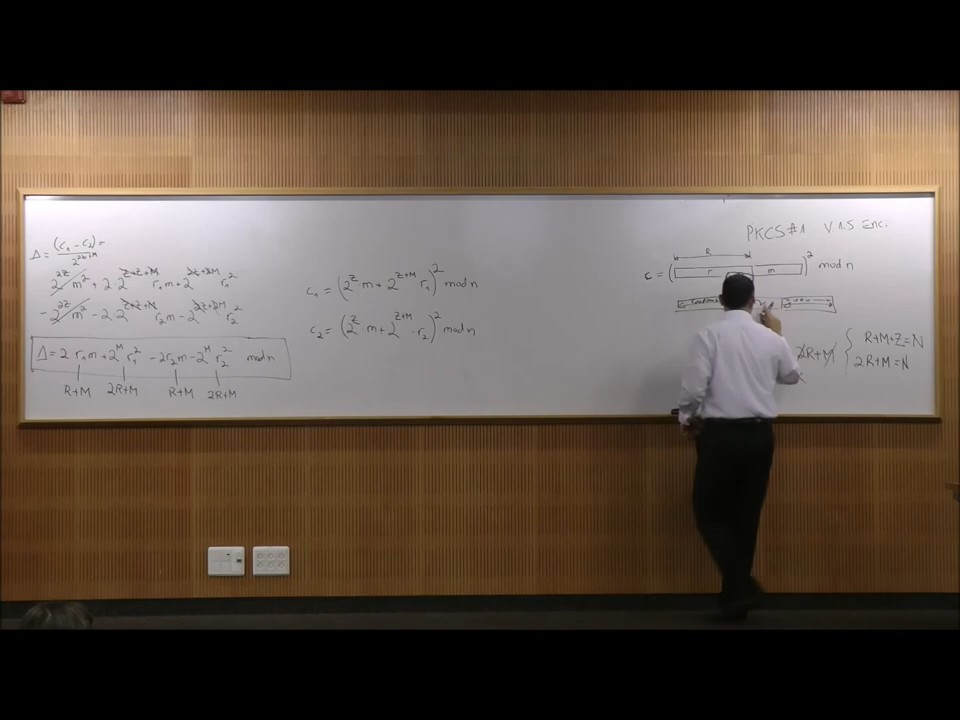 Δ = (C₁ - C₂) / 2^(2Z+M) =
2^(2Z) m² + 2·2^(Z+Z+M) r₁m + 2^(2Z+2M) r₁²
- 2^(2Z) m² - 2·2^(Z+Z+M) r₂m - 2^(2Z+2M) r₂²
Δ = 2 r₁m + 2^M r₁² - 2r₂m - 2^M r₂² mod n
R+M 2R+M R+M 2R+M
C₁ = (2^Z·m + 2^(Z+M) r₁)² mod n
C₂ = (2^Z·m + 2^(Z+M)·r₂)² mod n
PKCS#1 V1.5 Enc.
R
C = ( r m )² mod n
2R+M
R+M+Z=N
2R+M=N